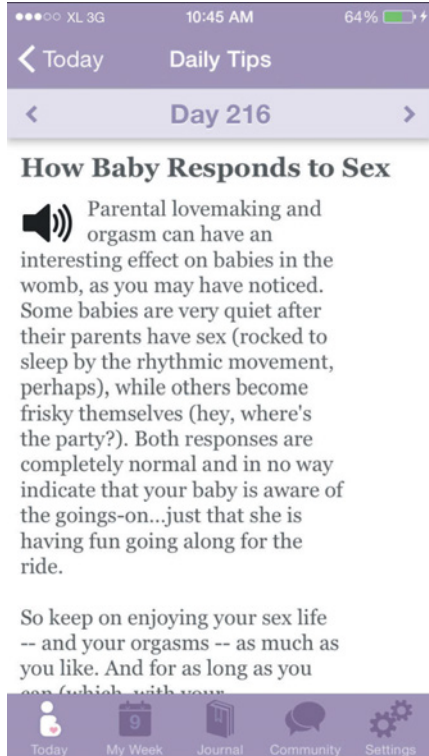 XL 3G 10:45 AM 64%
Today Daily Tips
Day 216
How Baby Responds to Sex
Parental lovemaking and
orgasm can have an
interesting effect on babies in the
womb, as you may have noticed.
Some babies are very quiet after
their parents have sex (rocked to
sleep by the rhythmic movement,
perhaps), while others become
frisky themselves (hey, where's
the party?). Both responses are
completely normal and in no way
indicate that your baby is aware of
the goings-on...just that she is
having fun going along for the
ride.
So keep on enjoying your sex life
-- and your orgasms -- as much as
you like. And for as long as you
can (which, with your
9
Today My Week Journal Community Settings